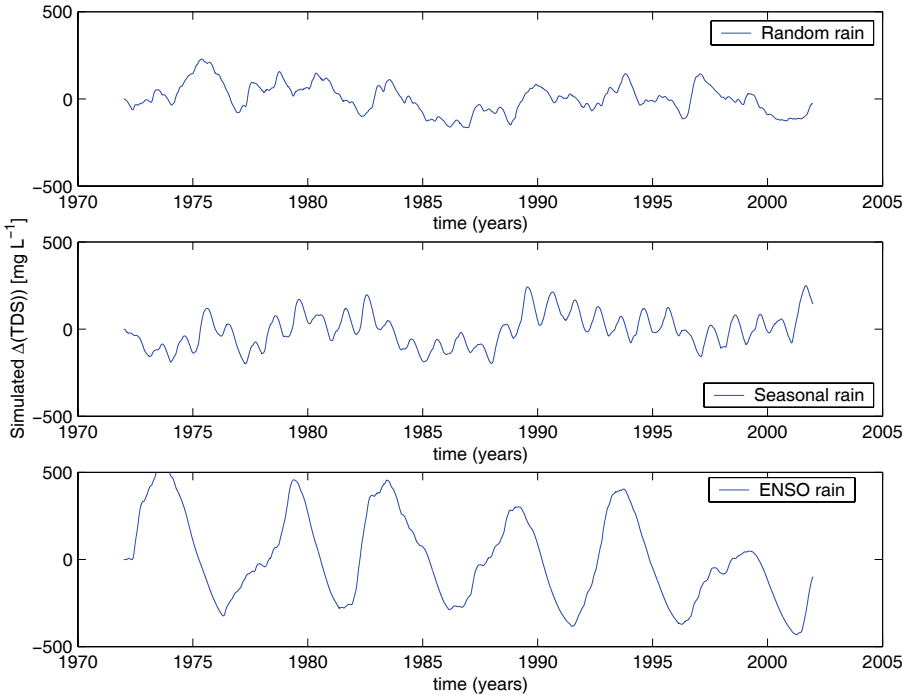 500
Random rain
0
−500
1970 1975 1980 1985 1990 1995 2000 2005
time (years)
Simulated Δ(TDS)) [mg L⁻¹]
500
0
Seasonal rain
−500
1970 1975 1980 1985 1990 1995 2000 2005
time (years)
500
ENSO rain
0
−500
1970 1975 1980 1985 1990 1995 2000 2005
time (years)